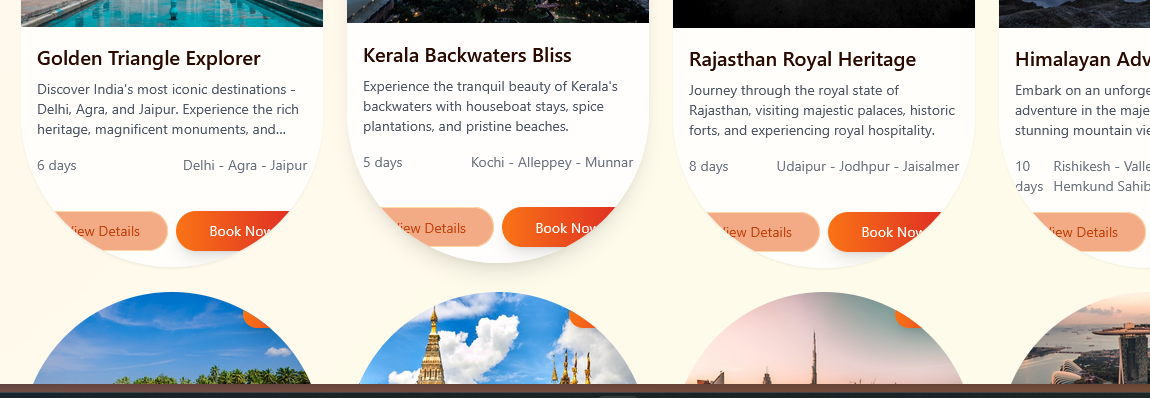 Golden Triangle Explorer
Discover India's most iconic destinations -
Delhi, Agra, and Jaipur. Experience the rich
heritage, magnificent monuments, and...
6 days
Delhi - Agra - Jaipur
View Details
Book Now
Kerala Backwaters Bliss
Experience the tranquil beauty of Kerala's
backwaters with houseboat stays, spice
plantations, and pristine beaches.
5 days
Kochi - Alleppey - Munnar
View Details
Book Now
Rajasthan Royal Heritage
Journey through the royal state of
Rajasthan, visiting majestic palaces, historic
forts, and experiencing royal hospitality.
8 days
Udaipur - Jodhpur - Jaisalmer
View Details
Book Now
Himalayan Adv
Embark on an unforge
adventure in the maje
stunning mountain vie
10
days
Rishikesh - Valle
Hemkund Sahib
View Details